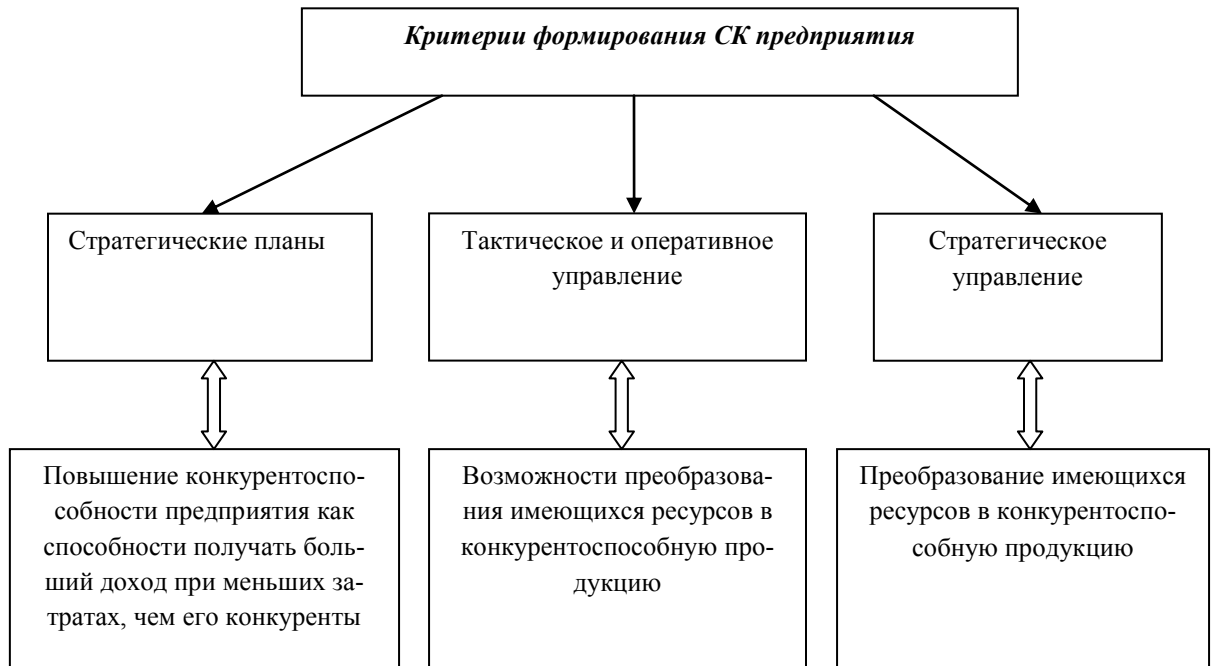 Критерии формирования СК предприятия
Стратегические планы
Тактическое и оперативное
управление
Стратегическое
управление
Повышение конкурентоспо-
собности предприятия как
способности получать боль-
ший доход при меньших за-
тратах, чем его конкуренты
Возможности преобразова-
ния имеющихся ресурсов в
конкурентоспособную про-
дукцию
Преобразование имеющихся
ресурсов в конкурентоспо-
собную продукцию